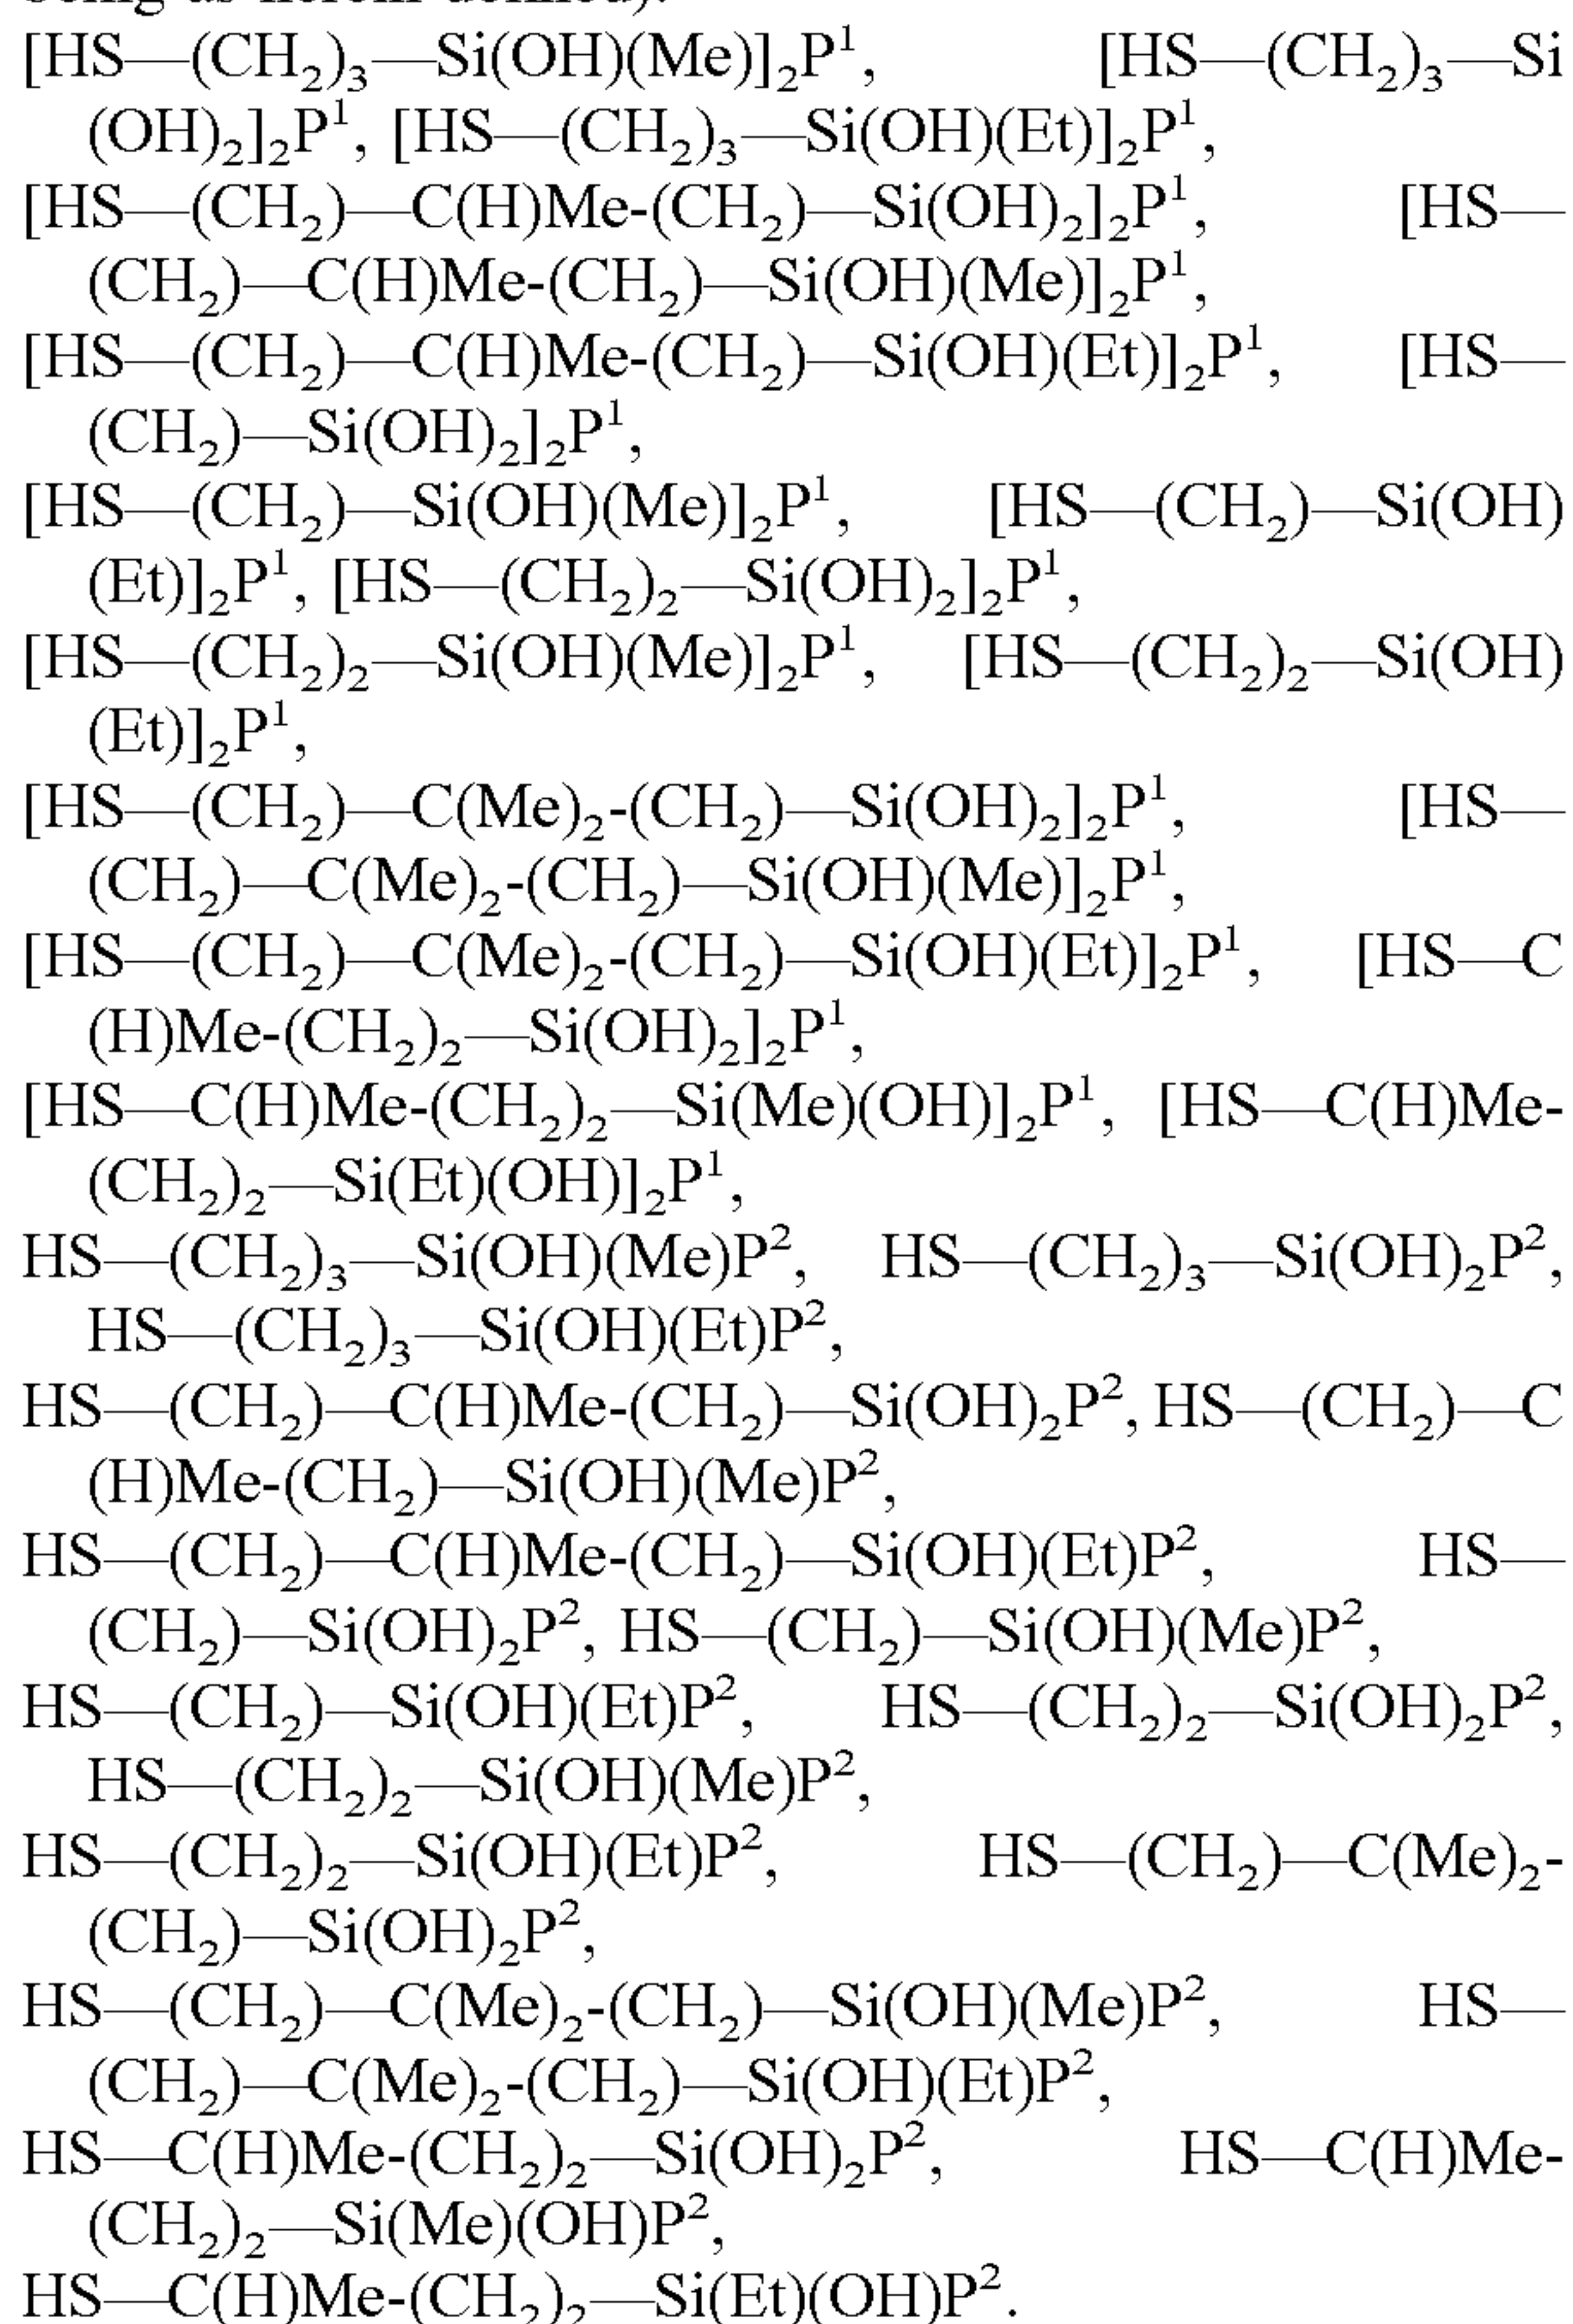 being as herein defined):
[HS—(CH₂)₃—Si(OH)(Me)]₂P¹, [HS—(CH₂)₃—Si
(OH)₂]₂P¹, [HS—(CH₂)₃—Si(OH)(Et)]₂P¹,
[HS—(CH₂)—C(H)Me-(CH₂)—Si(OH)₂]₂P¹, [HS—
(CH₂)—C(H)Me-(CH₂)—Si(OH)(Me)]₂P¹,
[HS—(CH₂)—C(H)Me-(CH₂)—Si(OH)(Et)]₂P¹, [HS—
(CH₂)—Si(OH)₂]₂P¹,
[HS—(CH₂)—Si(OH)(Me)]₂P¹, [HS—(CH₂)—Si(OH)
(Et)]₂P¹, [HS—(CH₂)₂—Si(OH)₂]₂P¹,
[HS—(CH₂)₂—Si(OH)(Me)]₂P¹, [HS—(CH₂)₂—Si(OH)
(Et)]₂P¹,
[HS—(CH₂)—C(Me)₂-(CH₂)—Si(OH)₂]₂P¹, [HS—
(CH₂)—C(Me)₂-(CH₂)—Si(OH)(Me)]₂P¹,
[HS—(CH₂)—C(Me)₂-(CH₂)—Si(OH)(Et)]₂P¹, [HS—C
(H)Me-(CH₂)₂—Si(OH)₂]₂P¹,
[HS—C(H)Me-(CH₂)₂—Si(Me)(OH)]₂P¹, [HS—C(H)Me-
(CH₂)₂—Si(Et)(OH)]₂P¹,
HS—(CH₂)₃—Si(OH)(Me)P², HS—(CH₂)₃—Si(OH)₂P²,
HS—(CH₂)₃—Si(OH)(Et)P²,
HS—(CH₂)—C(H)Me-(CH₂)—Si(OH)₂P², HS—(CH₂)—C
(H)Me-(CH₂)—Si(OH)(Me)P²,
HS—(CH₂)—C(H)Me-(CH₂)—Si(OH)(Et)P², HS—
(CH₂)—Si(OH)₂P², HS—(CH₂)—Si(OH)(Me)P²,
HS—(CH₂)—Si(OH)(Et)P², HS—(CH₂)₂—Si(OH)₂P²,
HS—(CH₂)₂—Si(OH)(Me)P²,
HS—(CH₂)₂—Si(OH)(Et)P², HS—(CH₂)—C(Me)₂-
(CH₂)—Si(OH)₂P²,
HS—(CH₂)—C(Me)₂-(CH₂)—Si(OH)(Me)P², HS—
(CH₂)—C(Me)₂-(CH₂)—Si(OH)(Et)P²,
HS—C(H)Me-(CH₂)₂—Si(OH)₂P², HS—C(H)Me-
(CH₂)₂—Si(Me)(OH)P²,
HS—C(H)Me-(CH₂)₂—Si(Et)(OH)P².